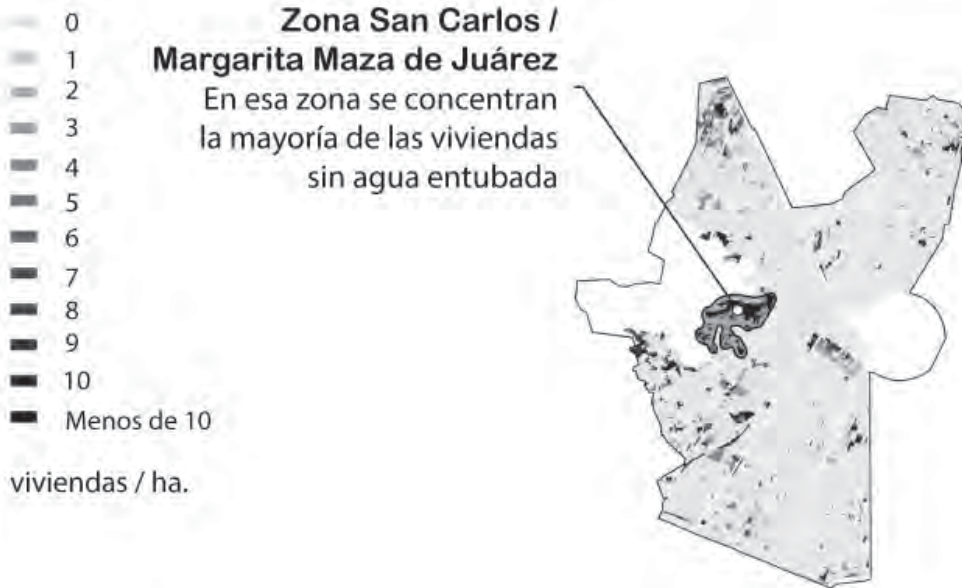 0
1
2
3
4
5
6
7
8
9
10
Menos de 10
viviendas / ha.
Zona San Carlos /
Margarita Maza de Juárez
En esa zona se concentran
la mayoría de las viviendas
sin agua entubada